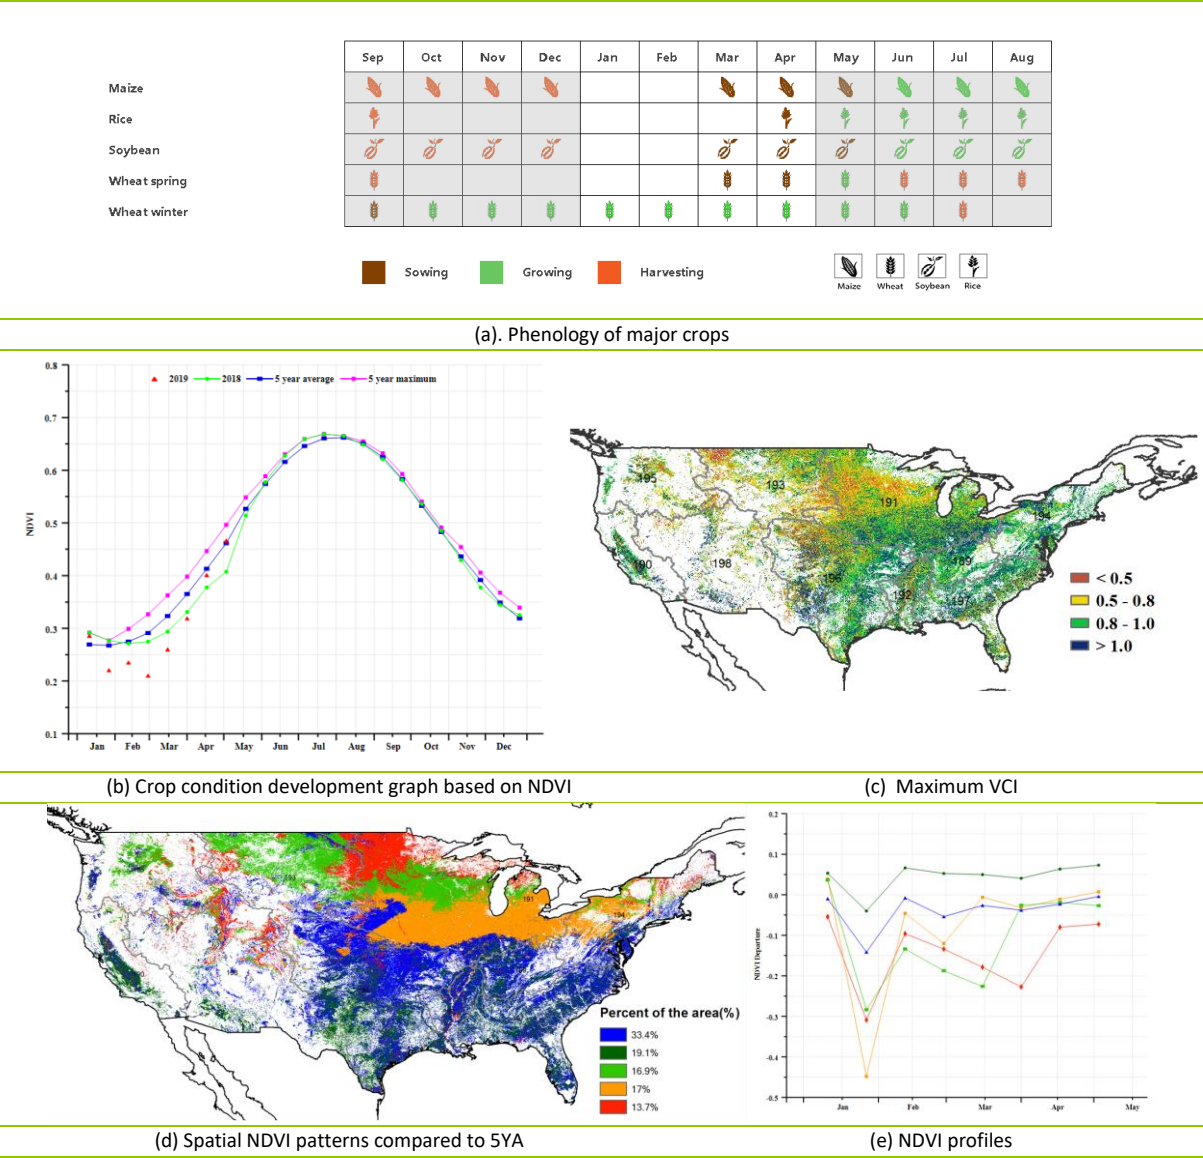 Sep Oct Nov Dec Jan Feb Mar Apr May Jun Jul Aug
Maize
Rice
Soybean
Wheat spring
Wheat winter
Sowing Growing Harvesting
Maize Wheat Soybean Rice
(a). Phenology of major crops
2019 2018 5 year average 5 year maximum
NDVI
0.8
0.7
0.6
0.5
0.4
0.3
0.2
0.1
Jan Feb Mar Apr May Jun Jul Aug Sep Oct Nov Dec
195
193
191
194
190
198
189
196
192
197
< 0.5
0.5 - 0.8
0.8 - 1.0
> 1.0
(b) Crop condition development graph based on NDVI
(c) Maximum VCI
191
194
Percent of the area(%)
33.4%
19.1%
16.9%
17%
13.7%
NDVI Departure
0.2
0.1
0.0
-0.1
-0.2
-0.3
-0.4
-0.5
Jan Feb Mar Apr May
(d) Spatial NDVI patterns compared to 5YA
(e) NDVI profiles